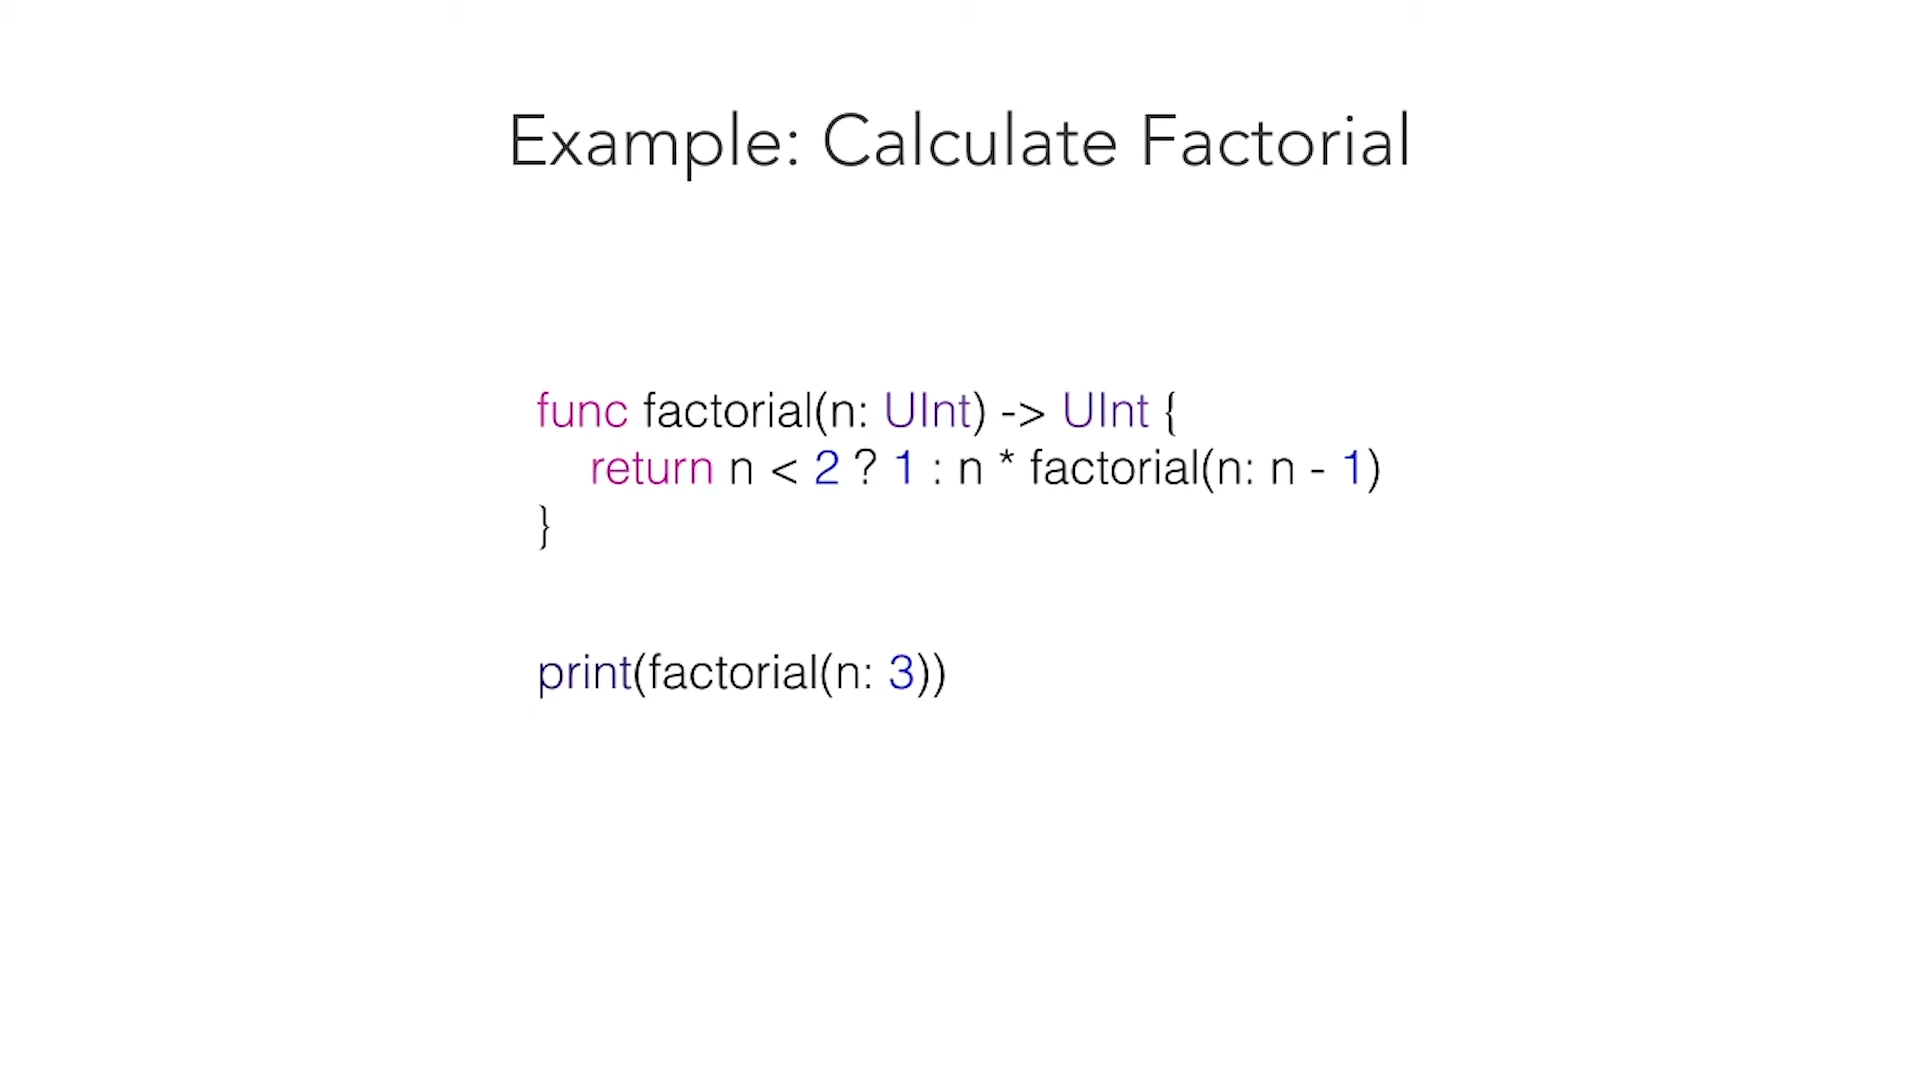 Example: Calculate Factorial
func factorial(n: UInt) -> UInt {
return n < 2 ? 1 : n * factorial(n: n - 1)
}
print(factorial(n: 3))